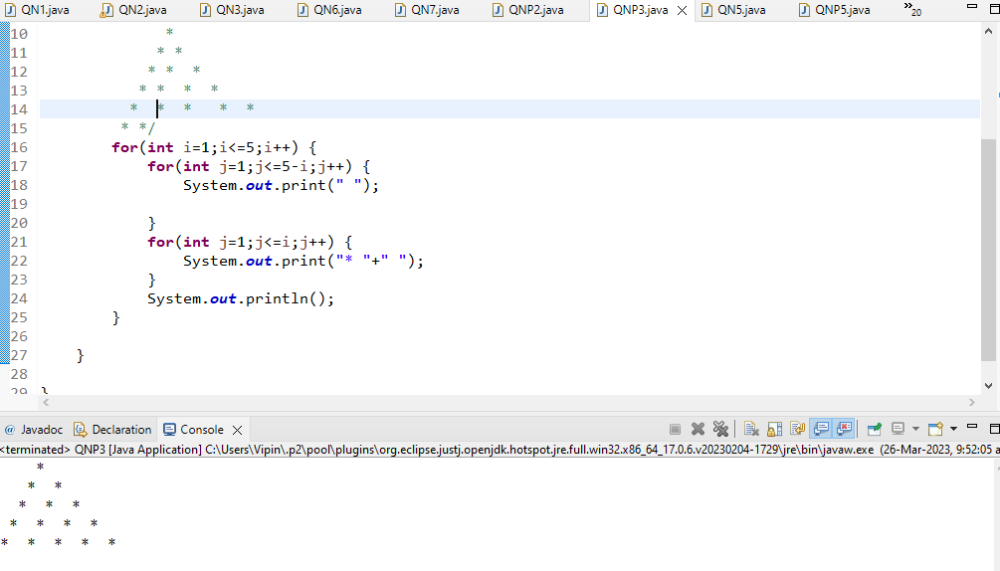 QN1.java QN2.java QN3.java QN6.java QN7.java QNP2.java QNP3.java QN5.java QNP5.java »20
10 *
11 * *
12 * * *
13 * * * *
14 * * * * *
15 * */
16 for(int i=1;i<=5;i++) {
17 for(int j=1;j<=5-i;j++) {
18 System.out.print(" ");
19
20 }
21 for(int j=1;j<=i;j++) {
22 System.out.print("* "+" ");
23 }
24 System.out.println();
25 }
26
27 }
28
29 }
@ Javadoc Declaration Console
<terminated> QNP3 [Java Application] C:\Users\Vipin\.p2\pool\plugins\org.eclipse.justj.openjdk.hotspot.jre.full.win32.x86_64_17.0.6.v20230204-1729\jre\bin\javaw.exe (26-Mar-2023, 9:52:05 a
*
* *
* * *
* * * *
* * * * *